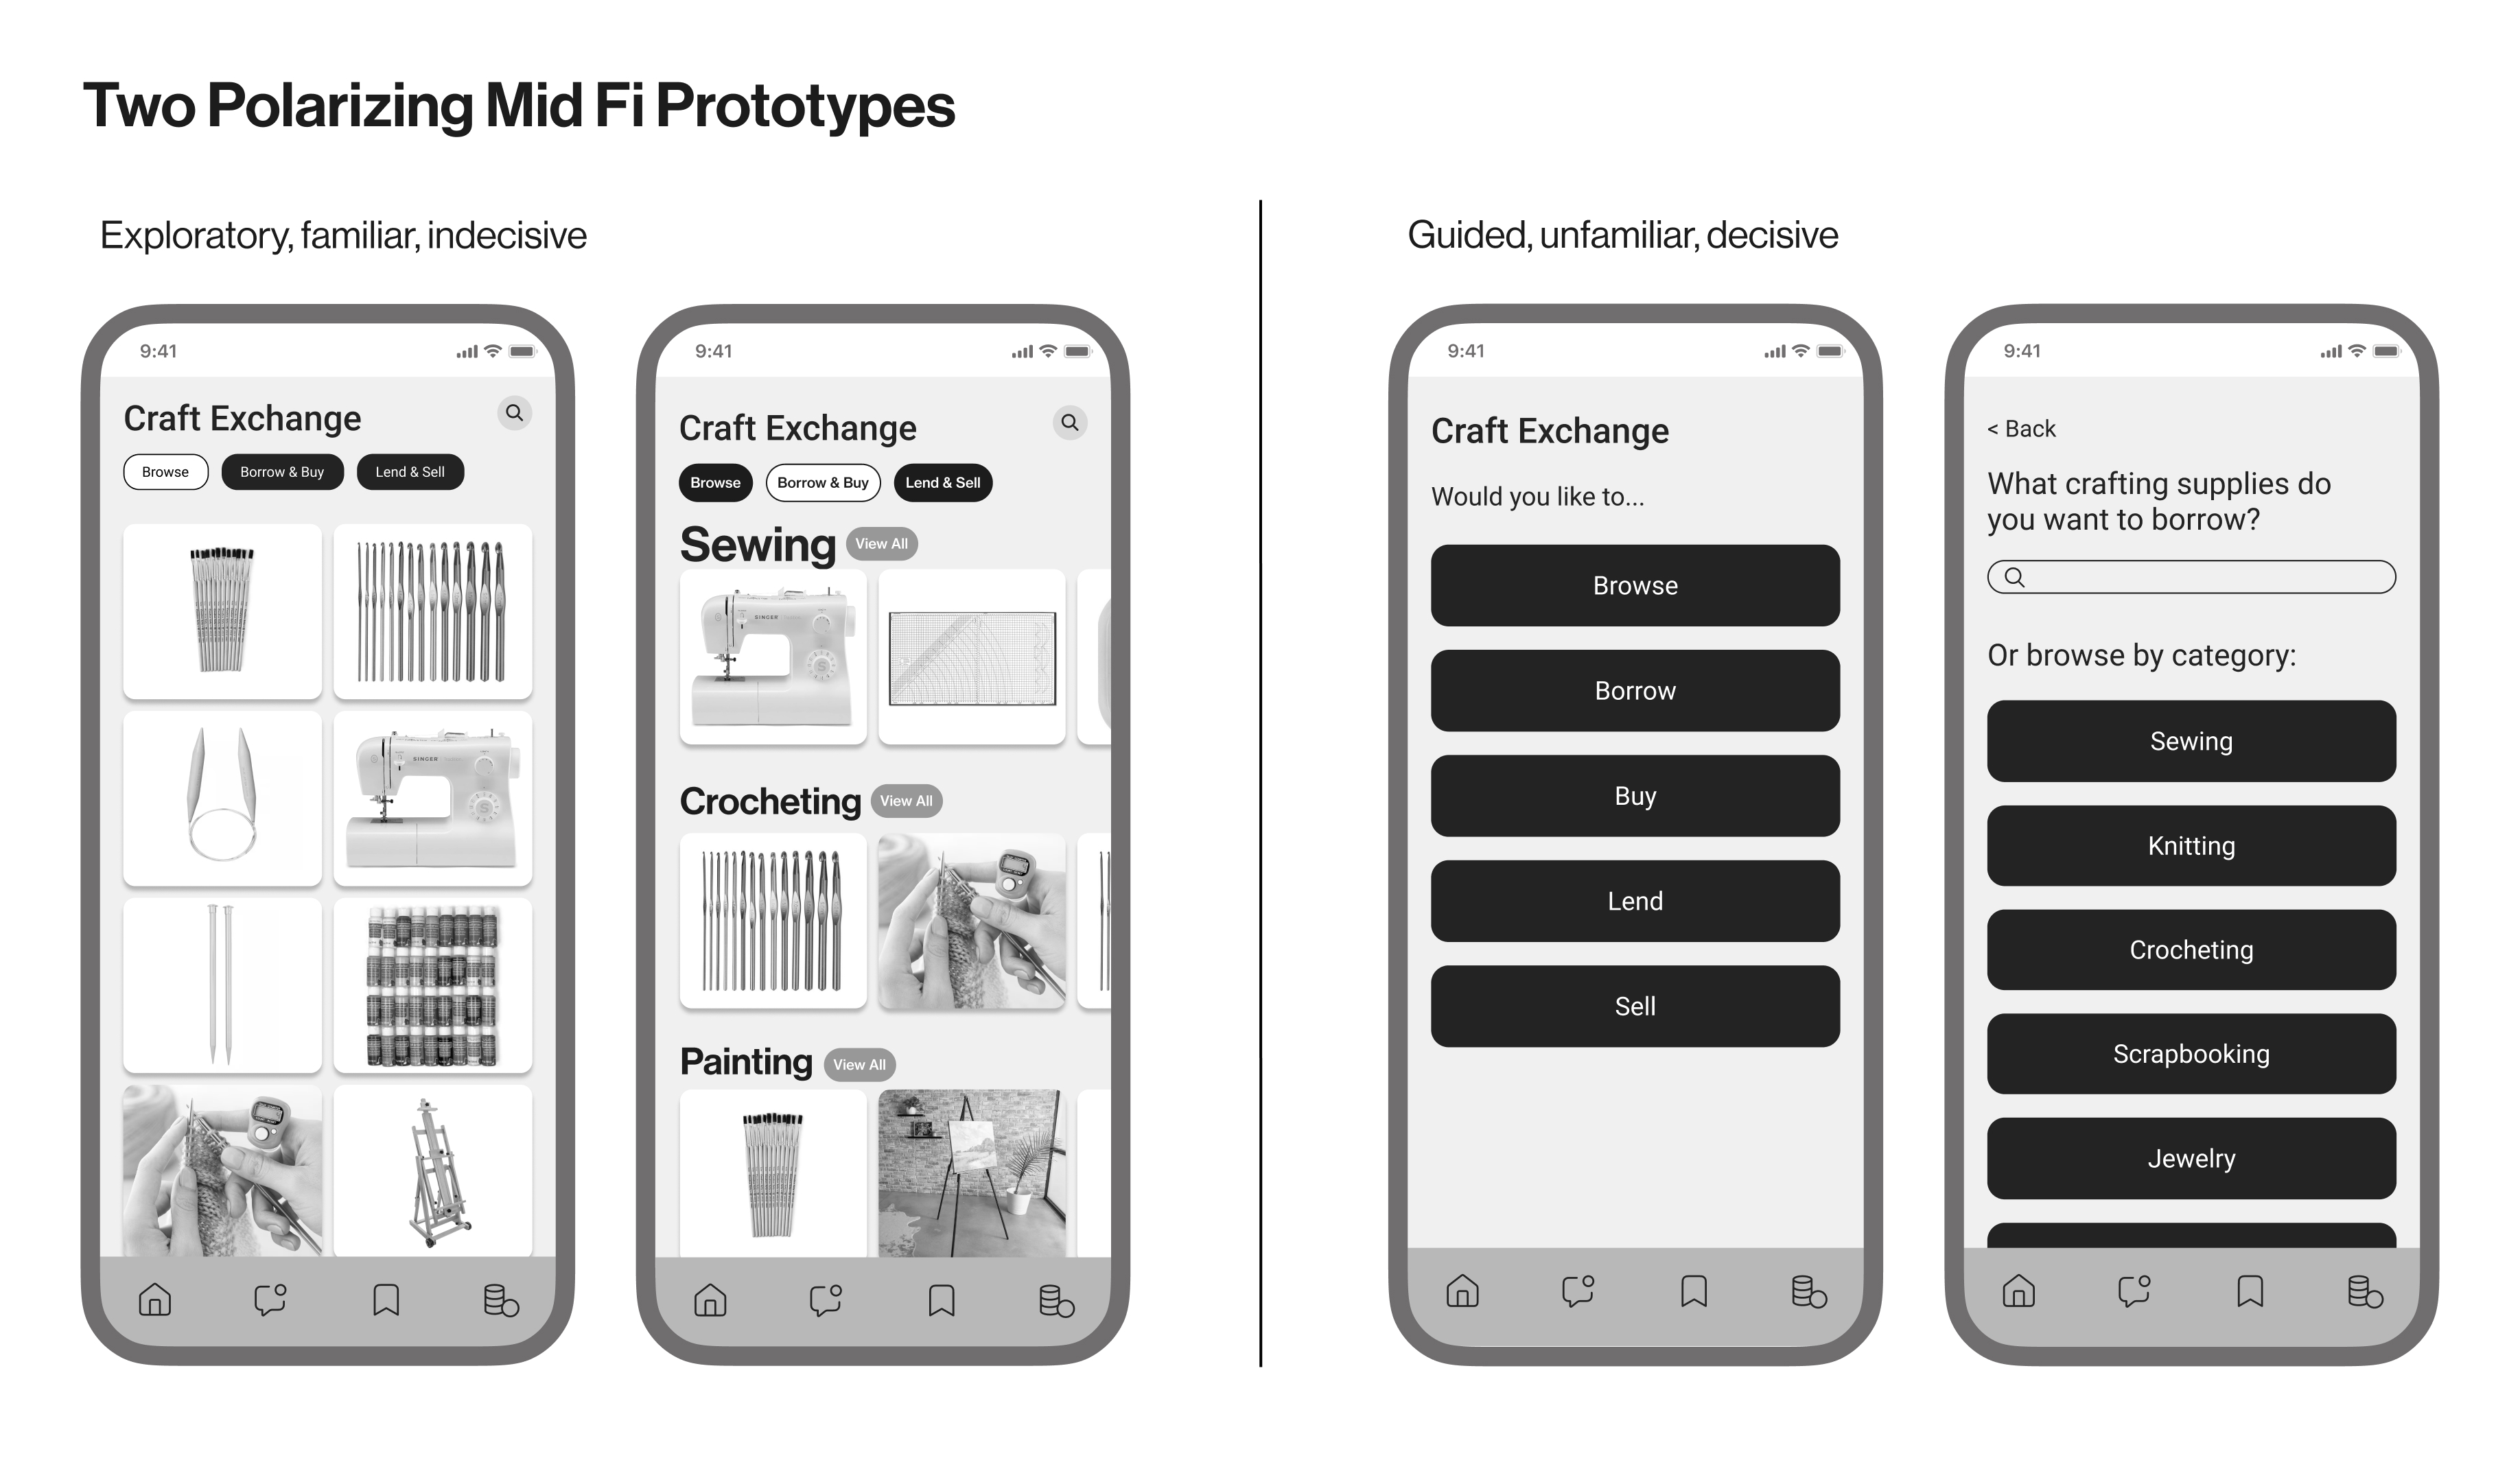 Two Polarizing Mid Fi Prototypes
Exploratory, familiar, indecisive
9:41
Craft Exchange
Browse
Borrow & Buy
Lend & Sell
SINGER
9:41
Craft Exchange
Browse
Borrow & Buy
Lend & Sell
Sewing
View All
SINGER
Crocheting
View All
Painting
View All
Guided, unfamiliar, decisive
9:41
Craft Exchange
Would you like to...
Browse
Borrow
Buy
Lend
Sell
9:41
< Back
What crafting supplies do
you want to borrow?
Or browse by category:
Sewing
Knitting
Crocheting
Scrapbooking
Jewelry